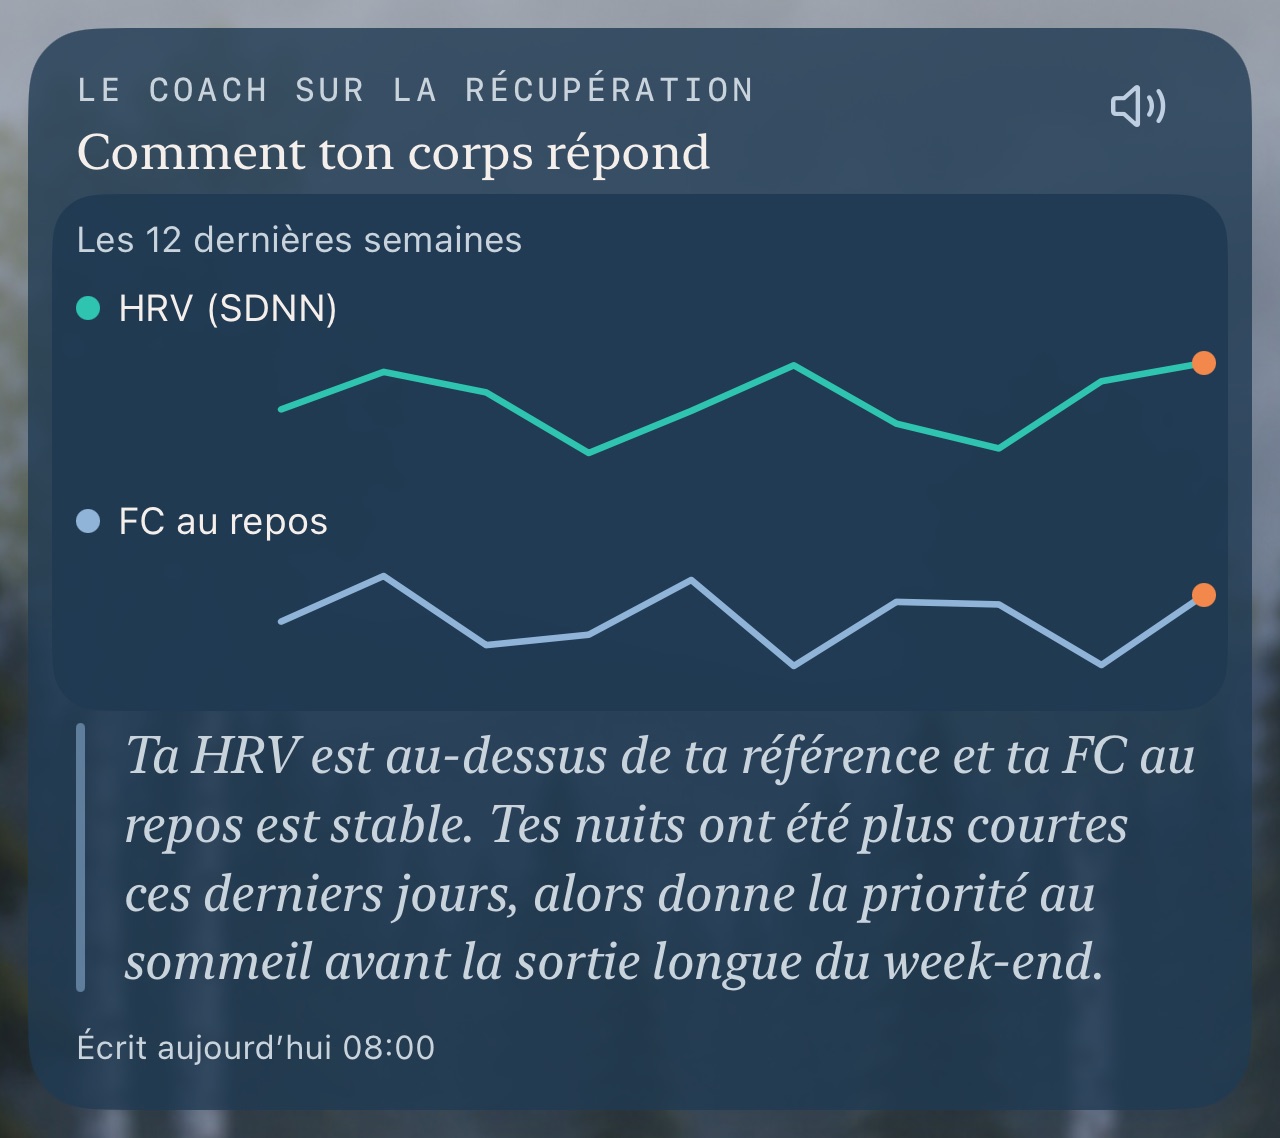 LE COACH SUR LA RÉCUPÉRATION
Comment ton corps répond
Les 12 dernières semaines
HRV (SDNN)
FC au repos
Ta HRV est au-dessus de ta référence et ta FC au
repos est stable. Tes nuits ont été plus courtes
ces derniers jours, alors donne la priorité au
sommeil avant la sortie longue du week-end.
Écrit aujourd’hui 08:00